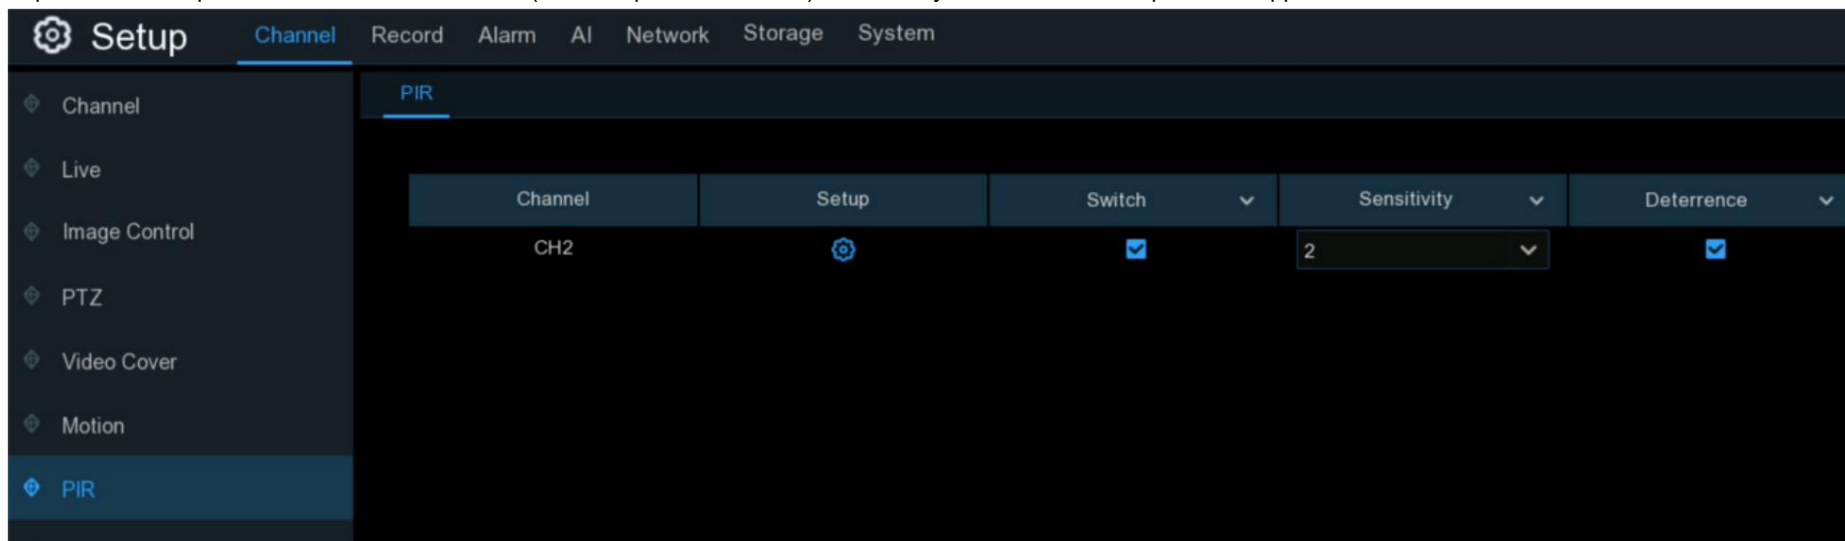 Setup Channel Record Alarm AI Network Storage System
Channel
Live
Image Control
PTZ
Video Cover
Motion
PIR
PIR
Channel Setup Switch Sensitivity Deterrence
CH2 2